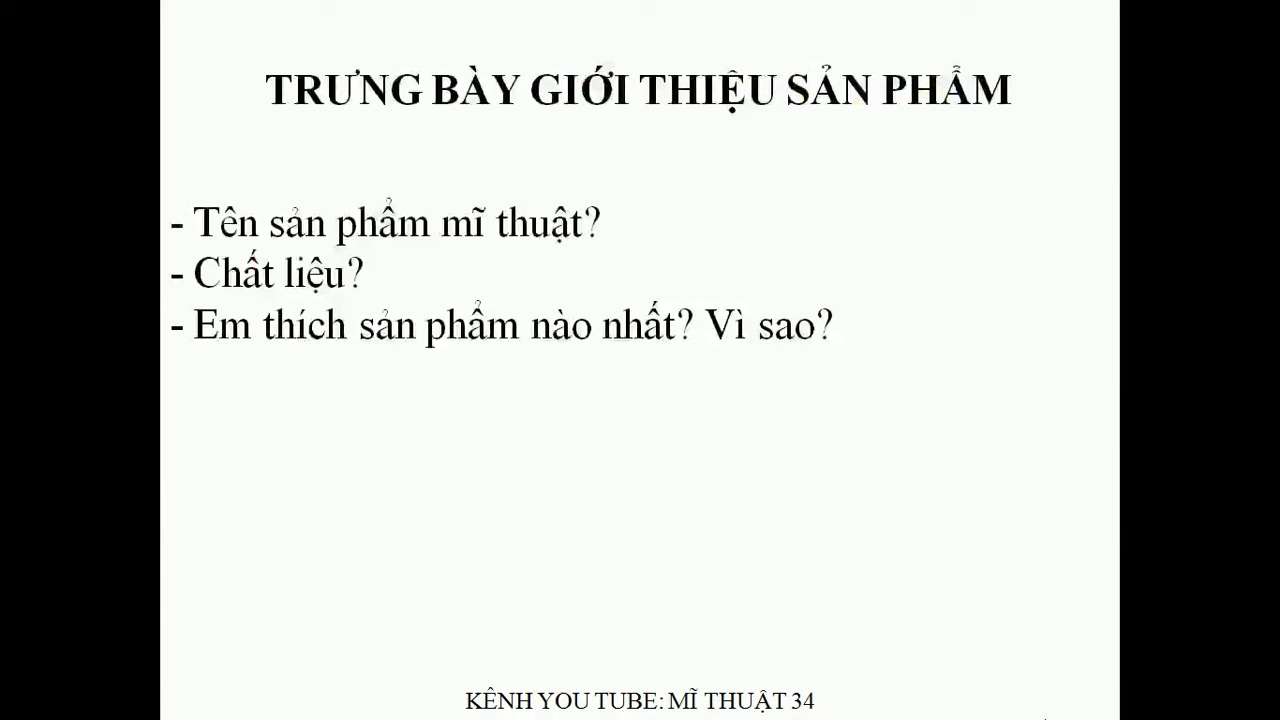 TRƯNG BÀY GIỚI THIỆU SẢN PHẨM
- Tên sản phẩm mĩ thuật?
- Chất liệu?
- Em thích sản phẩm nào nhất? Vì sao?
KÊNH YOU TUBE: MĨ THUẬT 34